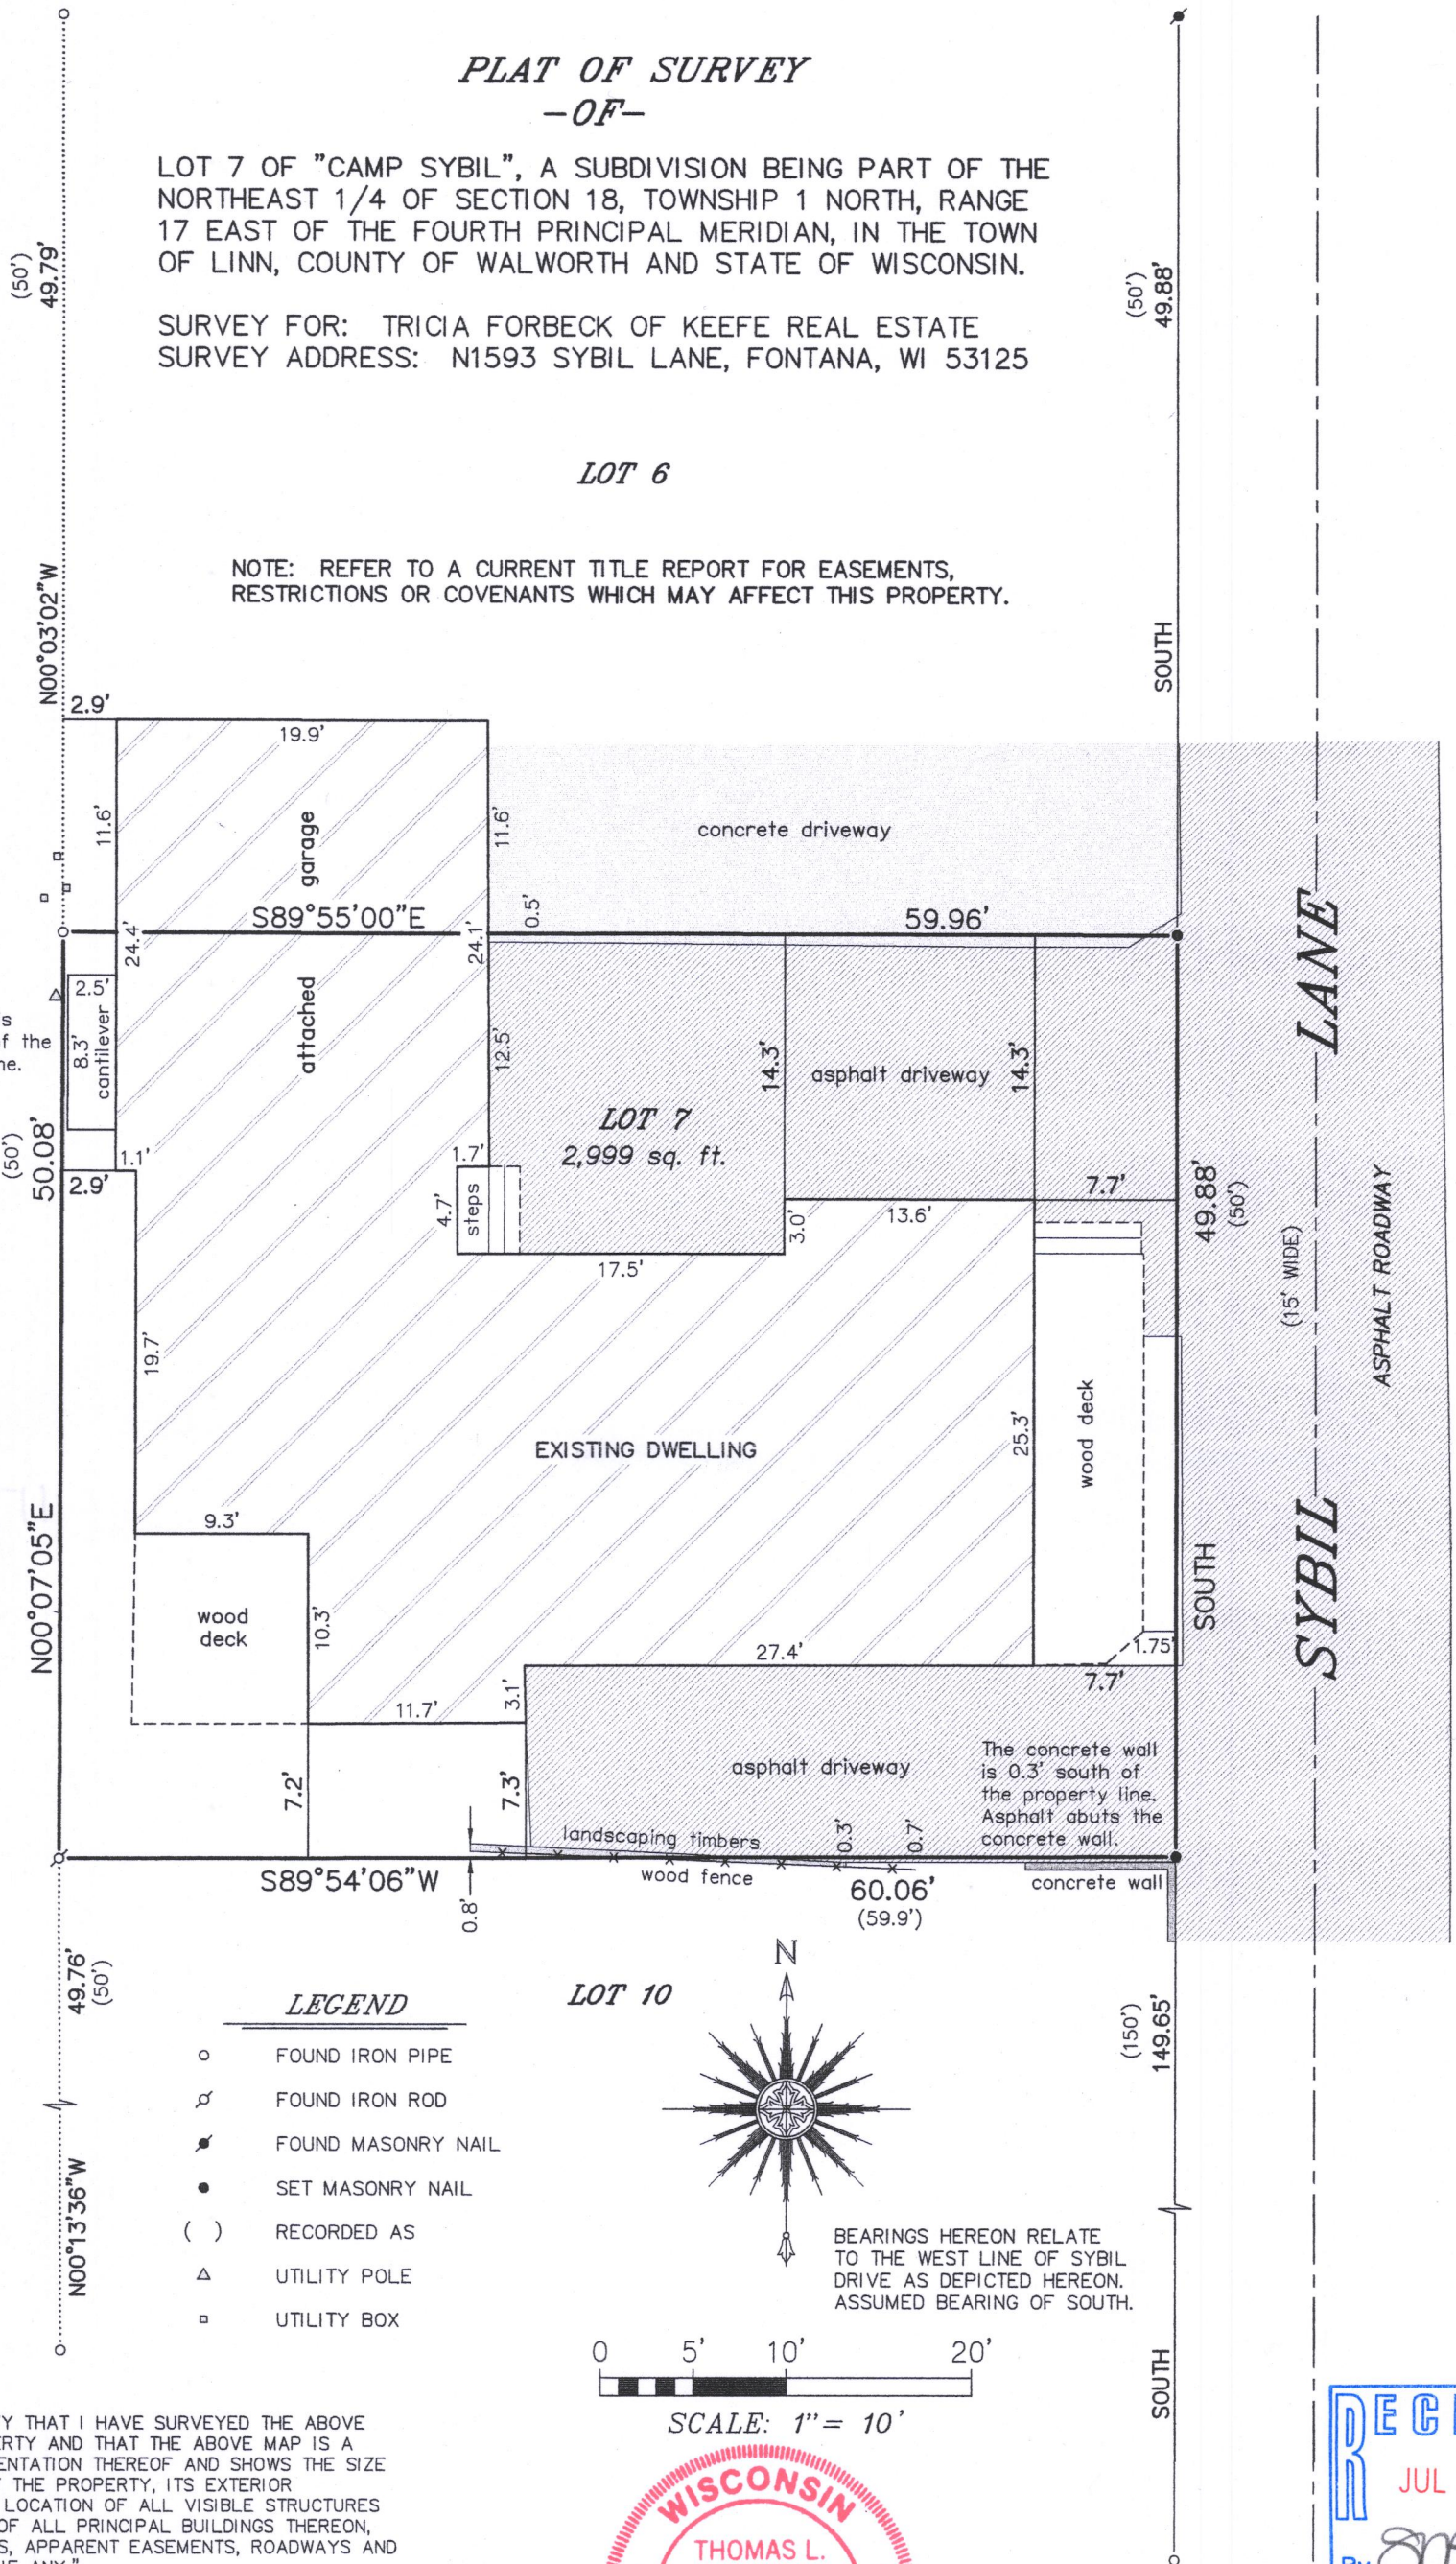 PLAT OF SURVEY
-OF-
LOT 7 OF "CAMP SYBIL", A SUBDIVISION BEING PART OF THE
NORTHEAST 1/4 OF SECTION 18, TOWNSHIP 1 NORTH, RANGE
17 EAST OF THE FOURTH PRINCIPAL MERIDIAN, IN THE TOWN
OF LINN, COUNTY OF WALWORTH AND STATE OF WISCONSIN.
SURVEY FOR: TRICIA FORBECK OF KEEFE REAL ESTATE
SURVEY ADDRESS: N1593 SYBIL LANE, FONTANA, WI 53125
(50')
49.79'
(50')
49.88'
LOT 6
NOTE: REFER TO A CURRENT TITLE REPORT FOR EASEMENTS,
RESTRICTIONS OR COVENANTS WHICH MAY AFFECT THIS PROPERTY.
N00°03'02"W
SOUTH
2.9'
19.9'
11.6'
garage
11.6'
concrete driveway
S89°55'00"E
0.5'
59.96'
24.4'
24.1'
2.5'
8.3'
cantilever
attached
12.5'
14.3'
asphalt driveway
14.3'
s
f the
ne.
LOT 7
2,999 sq. ft.
(50')
50.08'
1.1'
2.9'
1.7'
4.7'
steps
17.5'
3.0'
13.6'
7.7'
49.88'
(50')
LANE
(15' WIDE)
ASPHALT ROADWAY
19.7'
EXISTING DWELLING
25.3'
wood deck
N00°07'05"E
9.3'
wood
deck
10.3'
27.4'
1.75'
7.7'
SOUTH
SYBIL
11.7'
3.1'
7.2'
7.3'
asphalt driveway
The concrete wall
is 0.3' south of
the property line.
Asphalt abuts the
concrete wall.
landscaping timbers
0.3'
0.7'
S89°54'06"W
0.8'
wood fence
60.06'
(59.9')
concrete wall
49.76'
(50')
LOT 10
N
(150')
149.65'
LEGEND
FOUND IRON PIPE
FOUND IRON ROD
FOUND MASONRY NAIL
SET MASONRY NAIL
( ) RECORDED AS
UTILITY POLE
UTILITY BOX
N00°13'36"W
BEARINGS HEREON RELATE
TO THE WEST LINE OF SYBIL
DRIVE AS DEPICTED HEREON.
ASSUMED BEARING OF SOUTH.
0 5' 10' 20'
SCALE: 1"= 10'
SOUTH
Y THAT I HAVE SURVEYED THE ABOVE
ERTY AND THAT THE ABOVE MAP IS A
ENTATION THEREOF AND SHOWS THE SIZE
THE PROPERTY, ITS EXTERIOR
LOCATION OF ALL VISIBLE STRUCTURES
OF ALL PRINCIPAL BUILDINGS THEREON,
S, APPARENT EASEMENTS, ROADWAYS AND
WISCONSIN
THOMAS L.
REC
JUL